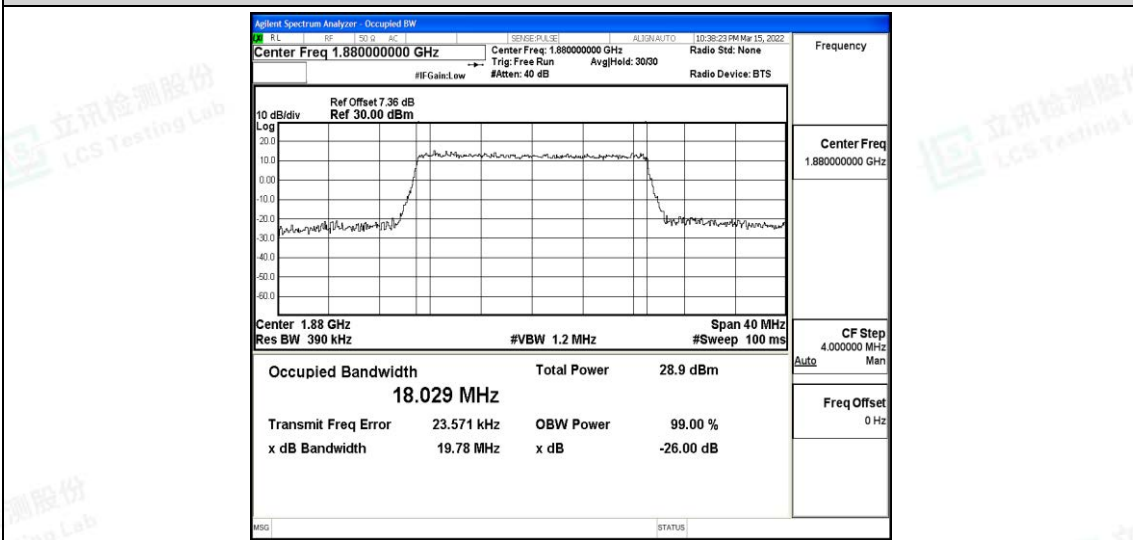 Agilent Spectrum Analyzer - Occupied BW
RL RF 50 Ω AC SENSE:PULSE ALIGN AUTO 10:38:23 PM Mar 15, 2022
Center Freq 1.880000000 GHz
Center Freq: 1.880000000 GHz
Radio Std: None
Trig: Free Run Avg|Hold: 30/30
#IFGain:Low
#Atten: 40 dB
Radio Device: BTS
Ref Offset 7.36 dB
10 dB/div Ref 30.00 dBm
Log
20.0
10.0
0.00
-10.0
-20.0
-30.0
-40.0
-50.0
-60.0
Center 1.88 GHz
Span 40 MHz
Res BW 390 kHz
#VBW 1.2 MHz
#Sweep 100 ms
Occupied Bandwidth
Total Power 28.9 dBm
18.029 MHz
Transmit Freq Error 23.571 kHz
OBW Power 99.00 %
x dB Bandwidth 19.78 MHz
x dB -26.00 dB
MSG
STATUS
Frequency
Center Freq
1.880000000 GHz
CF Step
4.000000 MHz
Auto Man
Freq Offset
0 Hz
立讯检测股份
LCS Testing Lab
立讯检测股份
LCS Testing L
测股份
ng Lab